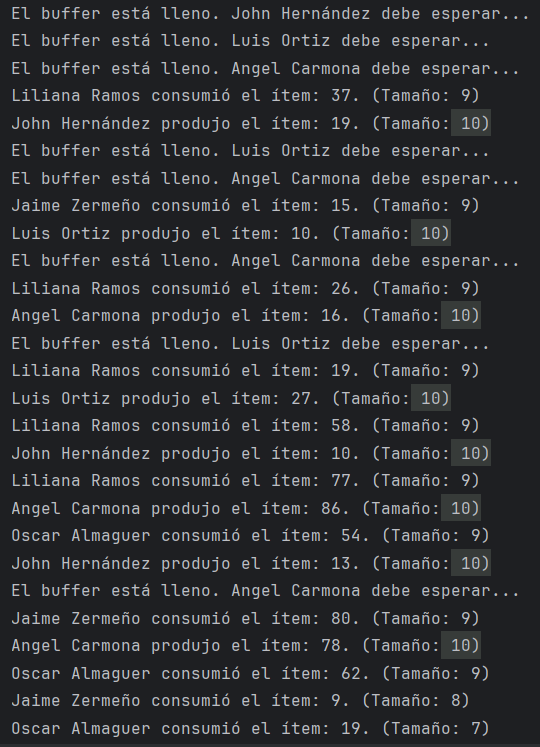 El buffer está lleno. John Hernández debe esperar...
El buffer está lleno. Luis Ortiz debe esperar...
El buffer está lleno. Angel Carmona debe esperar...
Liliana Ramos consumió el ítem: 37. (Tamaño: 9)
John Hernández produjo el ítem: 19. (Tamaño: 10)
El buffer está lleno. Luis Ortiz debe esperar...
El buffer está lleno. Angel Carmona debe esperar...
Jaime Zermeño consumió el ítem: 15. (Tamaño: 9)
Luis Ortiz produjo el ítem: 10. (Tamaño: 10)
El buffer está lleno. Angel Carmona debe esperar...
Liliana Ramos consumió el ítem: 26. (Tamaño: 9)
Angel Carmona produjo el ítem: 16. (Tamaño: 10)
El buffer está lleno. Luis Ortiz debe esperar...
Liliana Ramos consumió el ítem: 19. (Tamaño: 9)
Luis Ortiz produjo el ítem: 27. (Tamaño: 10)
Liliana Ramos consumió el ítem: 58. (Tamaño: 9)
John Hernández produjo el ítem: 10. (Tamaño: 10)
Liliana Ramos consumió el ítem: 77. (Tamaño: 9)
Angel Carmona produjo el ítem: 86. (Tamaño: 10)
Oscar Almaguer consumió el ítem: 54. (Tamaño: 9)
John Hernández produjo el ítem: 13. (Tamaño: 10)
El buffer está lleno. Angel Carmona debe esperar...
Jaime Zermeño consumió el ítem: 80. (Tamaño: 9)
Angel Carmona produjo el ítem: 78. (Tamaño: 10)
Oscar Almaguer consumió el ítem: 62. (Tamaño: 9)
Jaime Zermeño consumió el ítem: 9. (Tamaño: 8)
Oscar Almaguer consumió el ítem: 19. (Tamaño: 7)